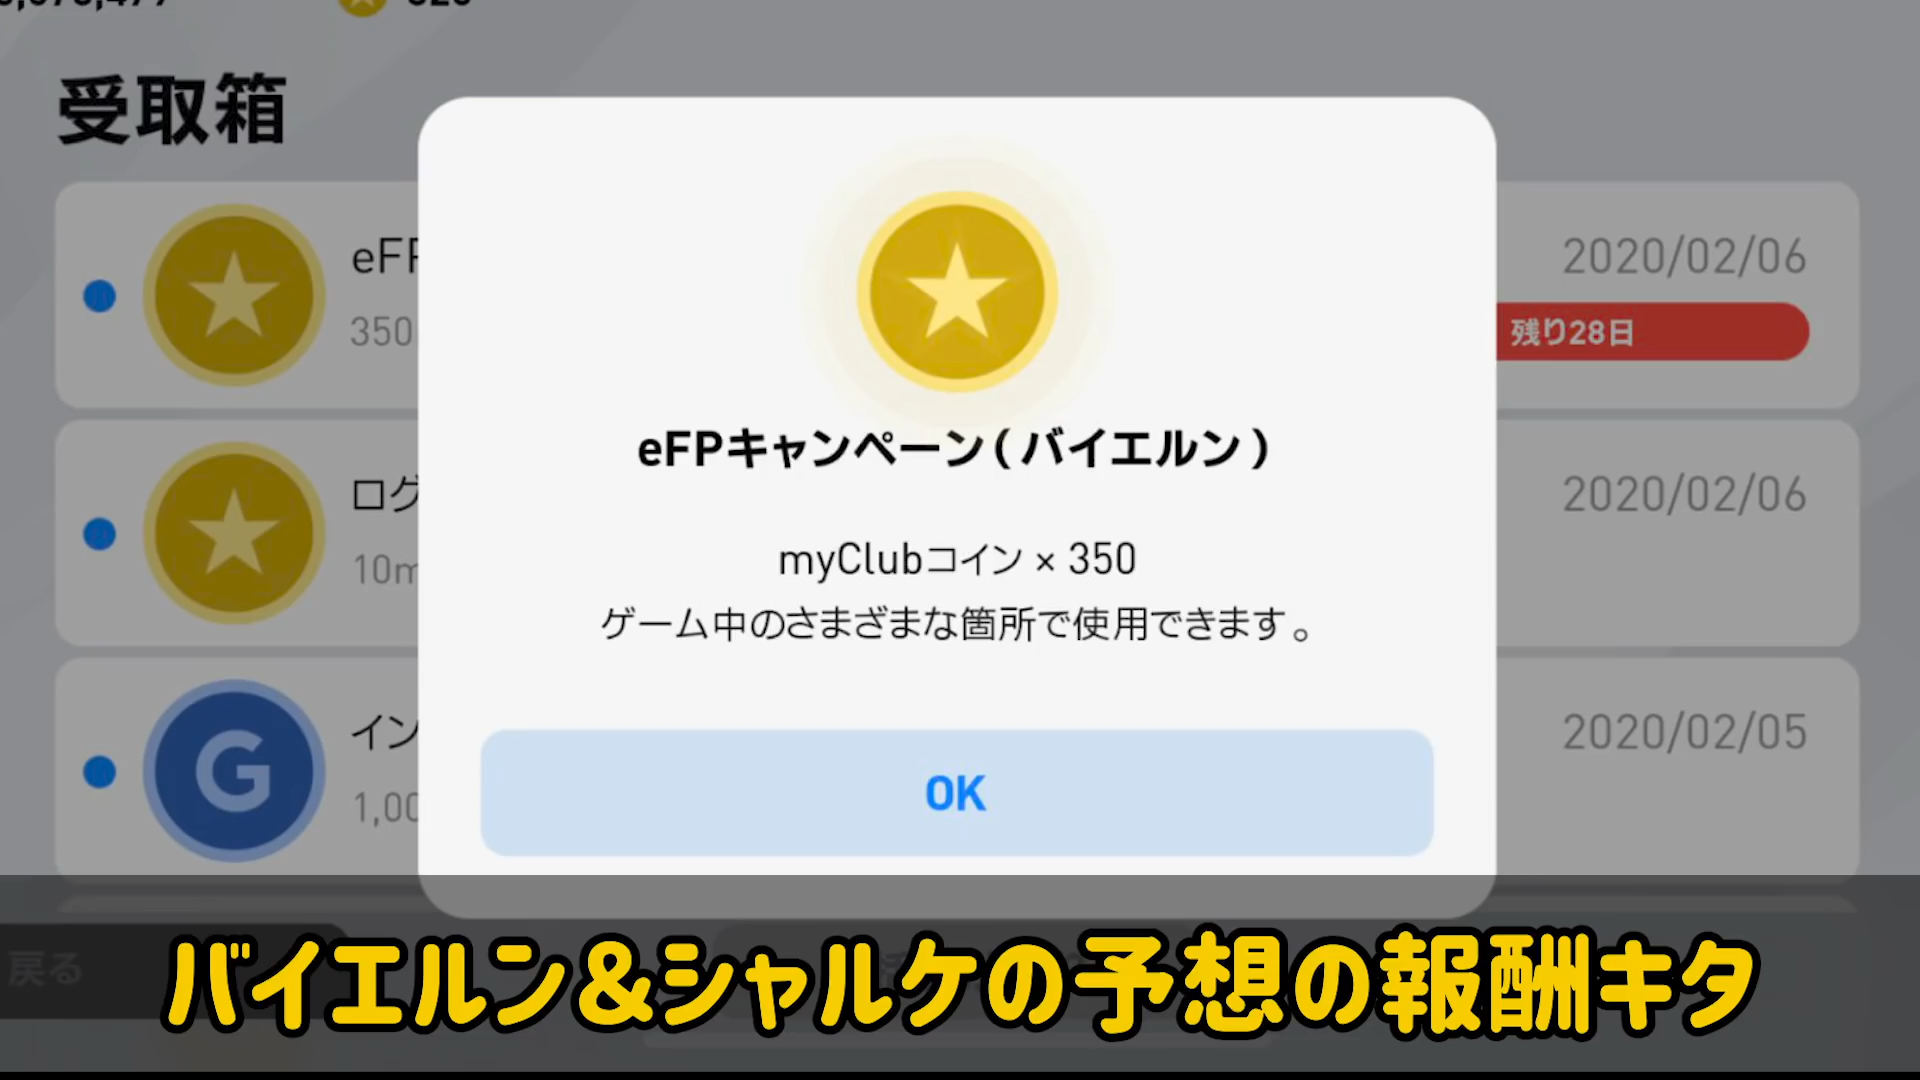 受取箱
eFP
350
2020/02/06
残り28日
ログ
10m
2020/02/06
G
イン
1,00
2020/02/05
eFPキャンペーン(バイエルン)
myClubコイン × 350
ゲーム中のさまざまな箇所で使用できます。
OK
戻る
バイエルン&シャルケの予想の報酬キタ